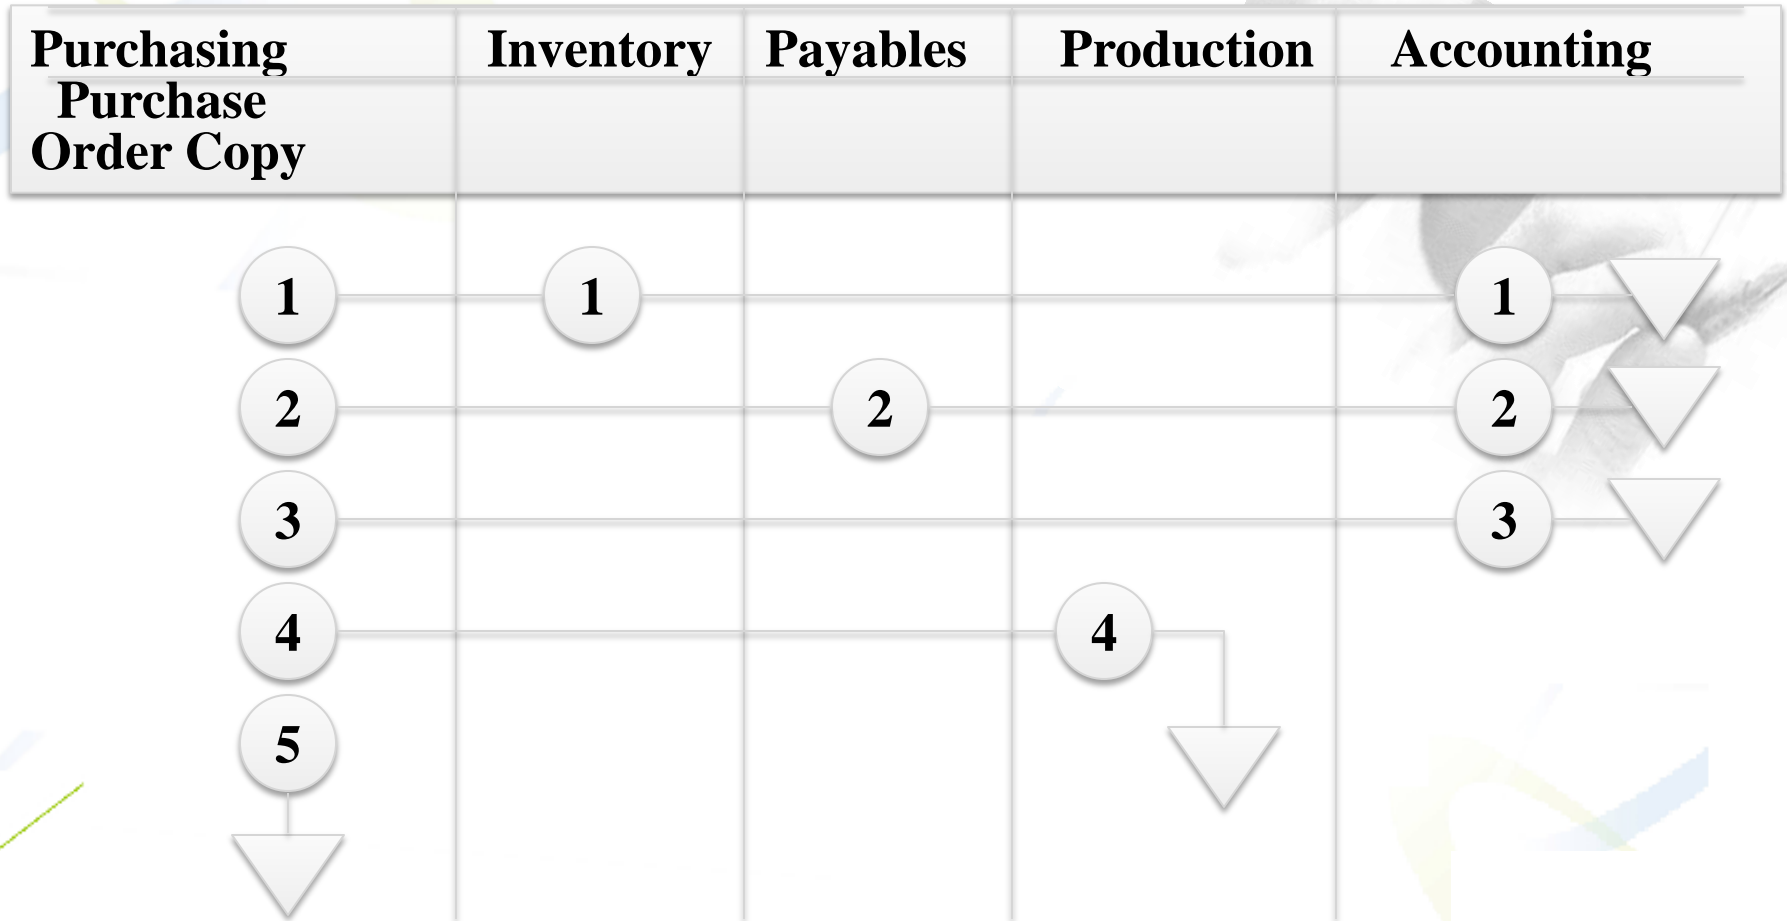 Purchasing Inventory Payables Production Accounting
Purchase
Order Copy
1 1 1
2 2 2
3 3
4 4
5